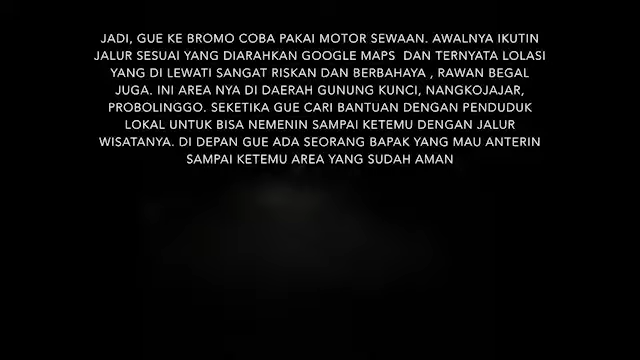 JADI, GUE KE BROMO COBA PAKAI MOTOR SEWAAN. AWALNYA IKUTIN
JALUR SESUAI YANG DIARAHKAN GOOGLE MAPS  DAN TERNYATA LOLASI
YANG DI LEWATI SANGAT RISKAN DAN BERBAHAYA , RAWAN BEGAL
JUGA. INI AREA NYA DI DAERAH GUNUNG KUNCI, NANGKOJAJAR,
PROBOLINGGO. SEKETIKA GUE CARI BANTUAN DENGAN PENDUDUK
LOKAL UNTUK BISA NEMENIN SAMPAI KETEMU DENGAN JALUR
WISATANYA. DI DEPAN GUE ADA SEORANG BAPAK YANG MAU ANTERIN
SAMPAI KETEMU AREA YANG SUDAH AMAN